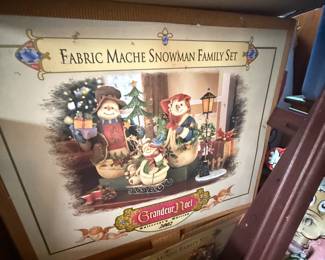 Fabric Mache Snowman Family Set
Grandeur Noel